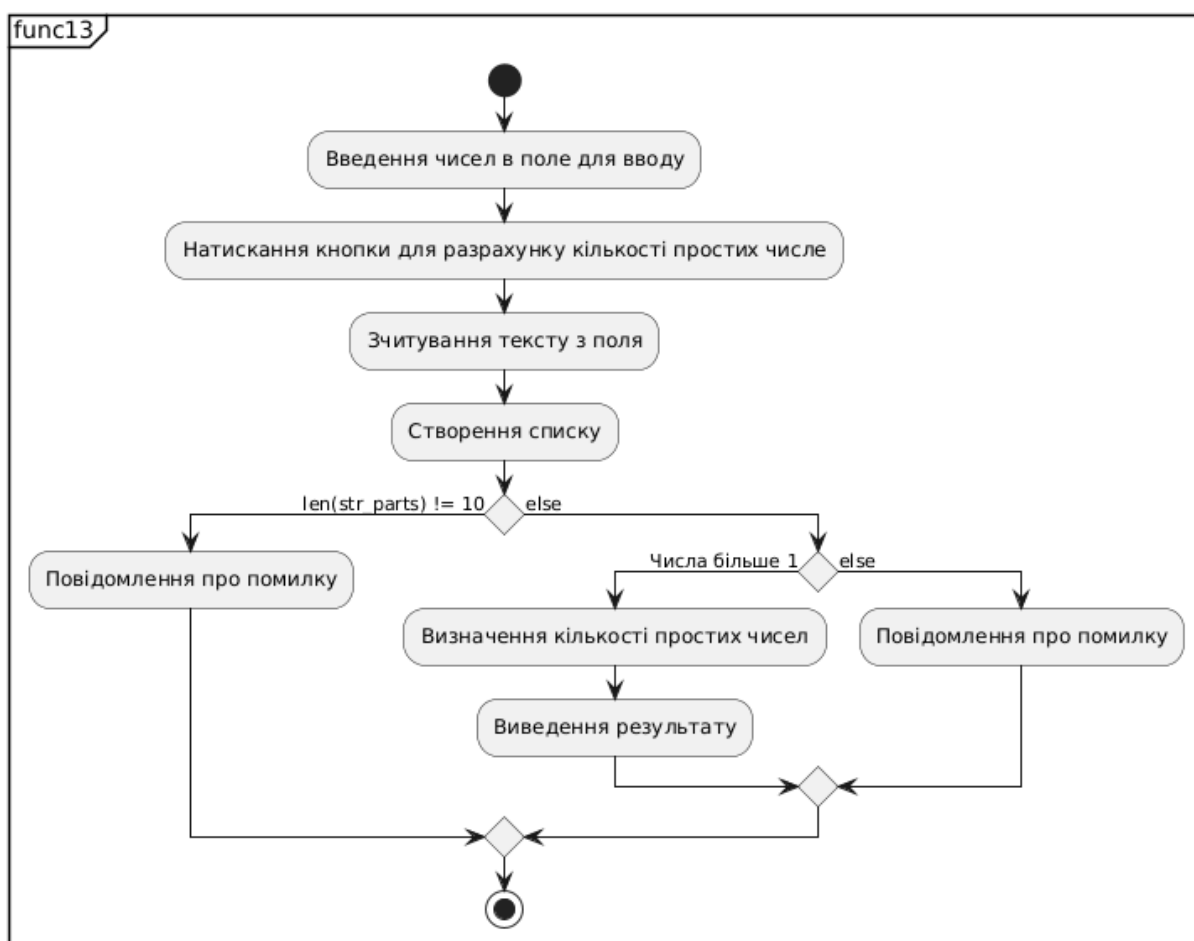 func13
Введення чисел в поле для вводу
Натискання кнопки для разрахунку кількості простих числе
Зчитування тексту з поля
Створення списку
len(str_parts) != 10
else
Повідомлення про помилку
Числа більше 1
else
Визначення кількості простих чисел
Повідомлення про помилку
Виведення результату